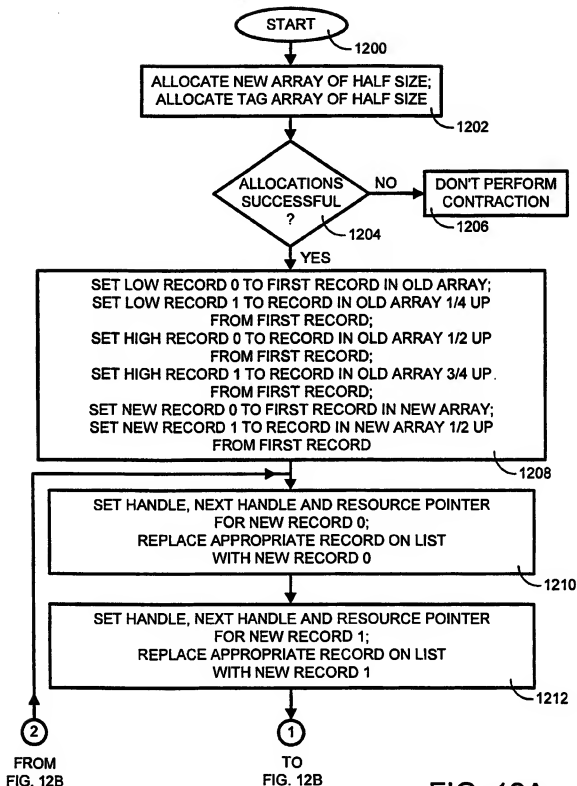 START
1200
ALLOCATE NEW ARRAY OF HALF SIZE;
ALLOCATE TAG ARRAY OF HALF SIZE
1202
ALLOCATIONS
SUCCESSFUL
?
1204
NO
DON'T PERFORM
CONTRACTION
1206
YES
SET LOW RECORD 0 TO FIRST RECORD IN OLD ARRAY;
SET LOW RECORD 1 TO RECORD IN OLD ARRAY 1/4 UP
FROM FIRST RECORD;
SET HIGH RECORD 0 TO RECORD IN OLD ARRAY 1/2 UP
FROM FIRST RECORD;
SET HIGH RECORD 1 TO RECORD IN OLD ARRAY 3/4 UP
FROM FIRST RECORD;
SET NEW RECORD 0 TO FIRST RECORD IN NEW ARRAY;
SET NEW RECORD 1 TO RECORD IN NEW ARRAY 1/2 UP
FROM FIRST RECORD
1208
SET HANDLE, NEXT HANDLE AND RESOURCE POINTER
FOR NEW RECORD 0;
REPLACE APPROPRIATE RECORD ON LIST
WITH NEW RECORD 0
1210
SET HANDLE, NEXT HANDLE AND RESOURCE POINTER
FOR NEW RECORD 1;
REPLACE APPROPRIATE RECORD ON LIST
WITH NEW RECORD 1
1212
2
FROM
FIG. 12B
1
TO
FIG. 12B